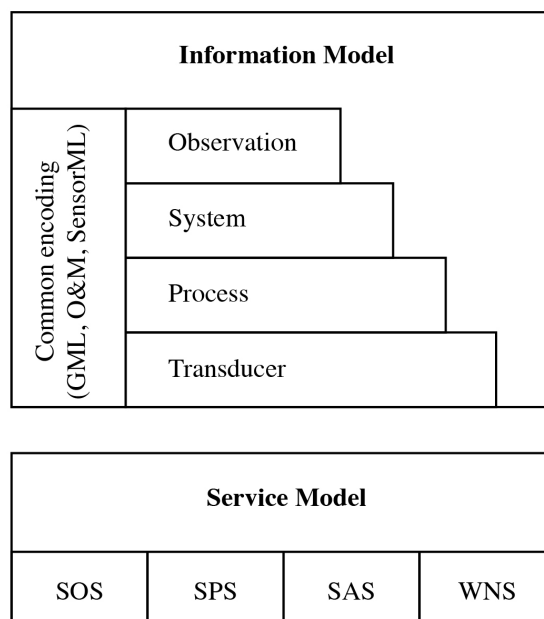 Information Model
Common encoding
(GML, O&M, SensorML)
Observation
System
Process
Transducer
Service Model
SOS
SPS
SAS
WNS